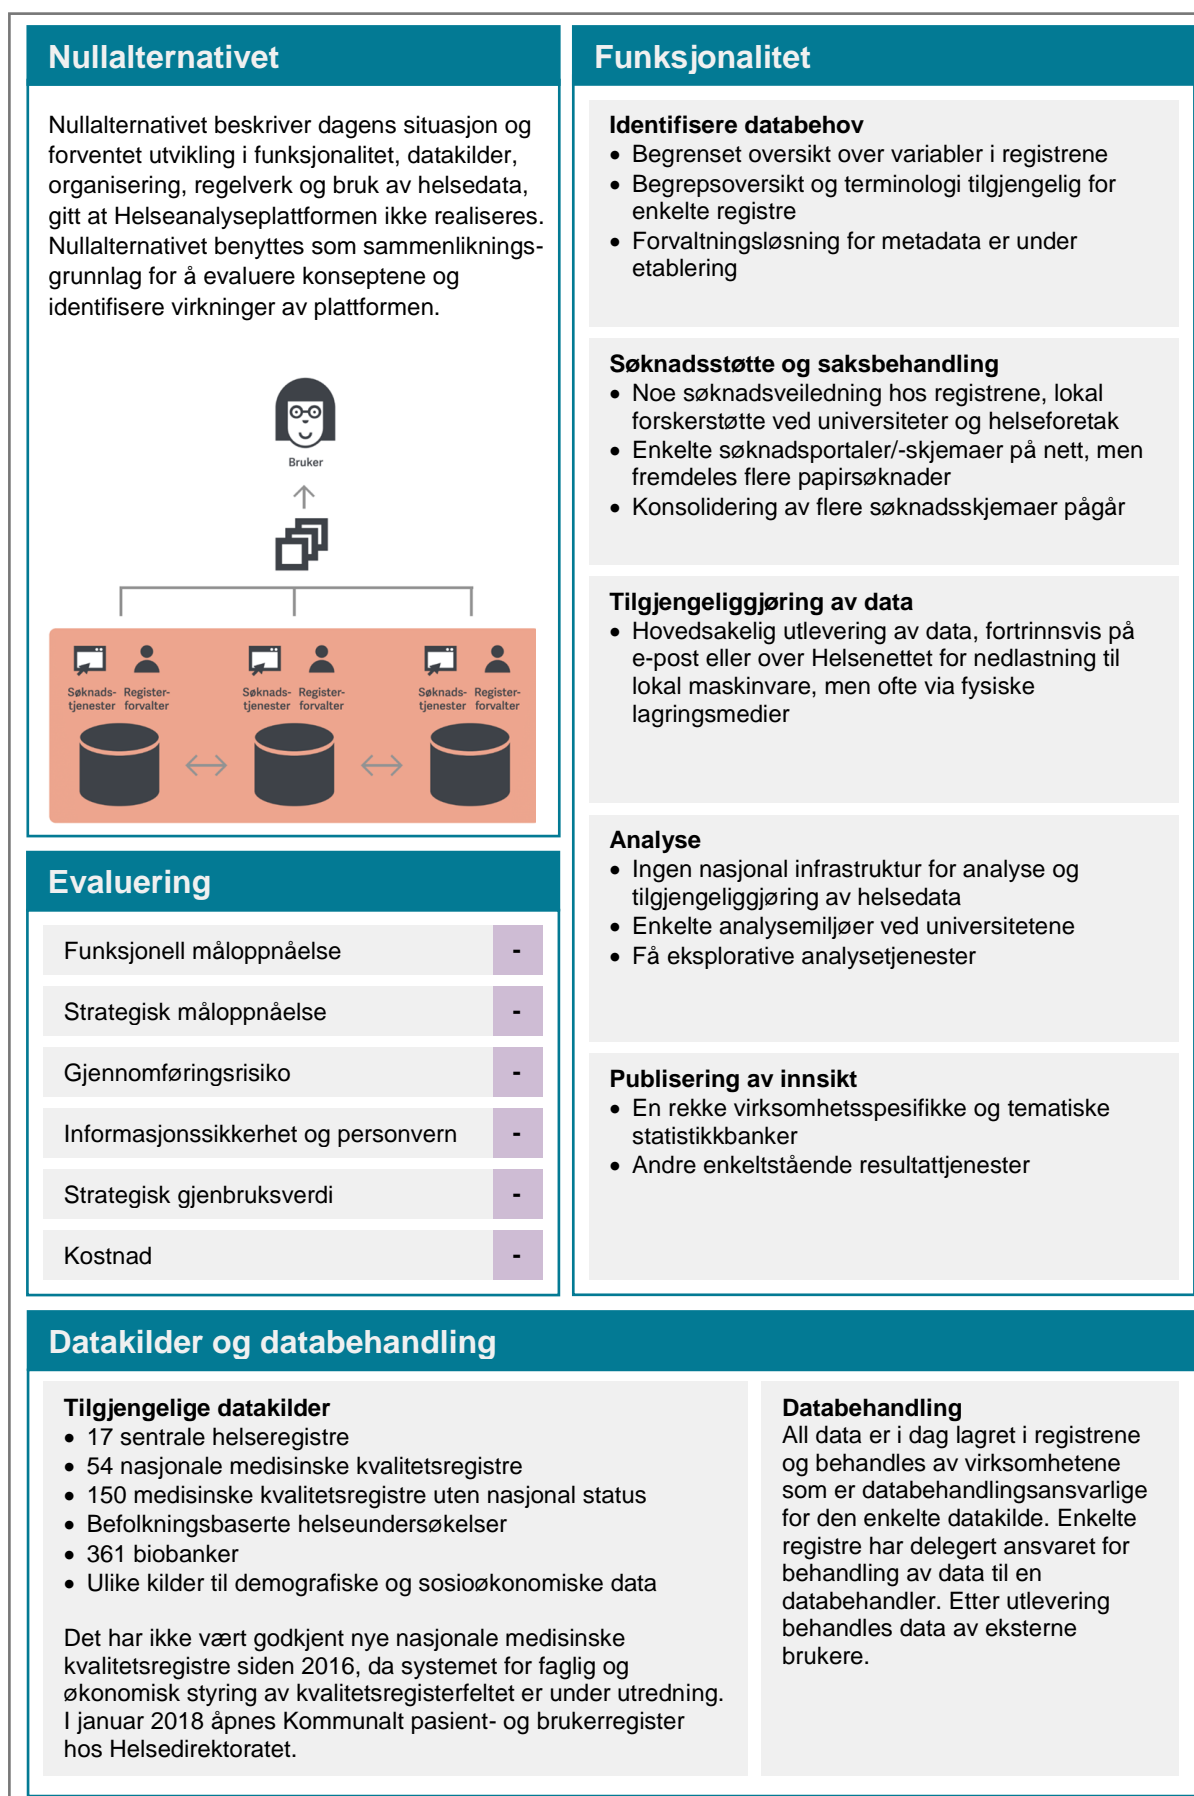 Nullalternativet
Nullalternativet beskriver dagens situasjon og
forventet utvikling i funksjonalitet, datakilder,
organisering, regelverk og bruk av helsedata,
gitt at Helseanalyseplattformen ikke realiseres.
Nullalternativet benyttes som sammenliknings-
grunnlag for å evaluere konseptene og
identifisere virkninger av plattformen.
Bruker
Søknads- Register-
tjenester forvalter
Søknads- Register-
tjenester forvalter
Søknads- Register-
tjenester forvalter
Evaluering
Funksjonell måloppnåelse -
Strategisk måloppnåelse -
Gjennomføringsrisiko -
Informasjonssikkerhet og personvern -
Strategisk gjenbruksverdi -
Kostnad -
Funksjonalitet
Identifisere databehov
• Begrenset oversikt over variabler i registrene
• Begrepsoversikt og terminologi tilgjengelig for
enkelte registre
• Forvaltningsløsning for metadata er under
etablering
Søknadsstøtte og saksbehandling
• Noe søknadsveiledning hos registrene, lokal
forskerstøtte ved universiteter og helseforetak
• Enkelte søknadsportaler/-skjemaer på nett, men
fremdeles flere papirsøknader
• Konsolidering av flere søknadsskjemaer pågår
Tilgjengeliggjøring av data
• Hovedsakelig utlevering av data, fortrinnsvis på
e-post eller over Helsenettet for nedlastning til
lokal maskinvare, men ofte via fysiske
lagringsmedier
Analyse
• Ingen nasjonal infrastruktur for analyse og
tilgjengeliggjøring av helsedata
• Enkelte analysemiljøer ved universitetene
• Få eksplorative analysetjenester
Publisering av innsikt
• En rekke virksomhetsspesifikke og tematiske
statistikkbanker
• Andre enkeltstående resultattjenester
Datakilder og databehandling
Tilgjengelige datakilder
• 17 sentrale helseregistre
• 54 nasjonale medisinske kvalitetsregistre
• 150 medisinske kvalitetsregistre uten nasjonal status
• Befolkningsbaserte helseundersøkelser
• 361 biobanker
• Ulike kilder til demografiske og sosioøkonomiske data
Det har ikke vært godkjent nye nasjonale medisinske
kvalitetsregistre siden 2016, da systemet for faglig og
økonomisk styring av kvalitetsregisterfeltet er under utredning.
I januar 2018 åpnes Kommunalt pasient- og brukerregister
hos Helsedirektoratet.
Databehandling
All data er i dag lagret i registrene
og behandles av virksomhetene
som er databehandlingsansvarlige
for den enkelte datakilde. Enkelte
registre har delegert ansvaret for
behandling av data til en
databehandler. Etter utlevering
behandles data av eksterne
brukere.